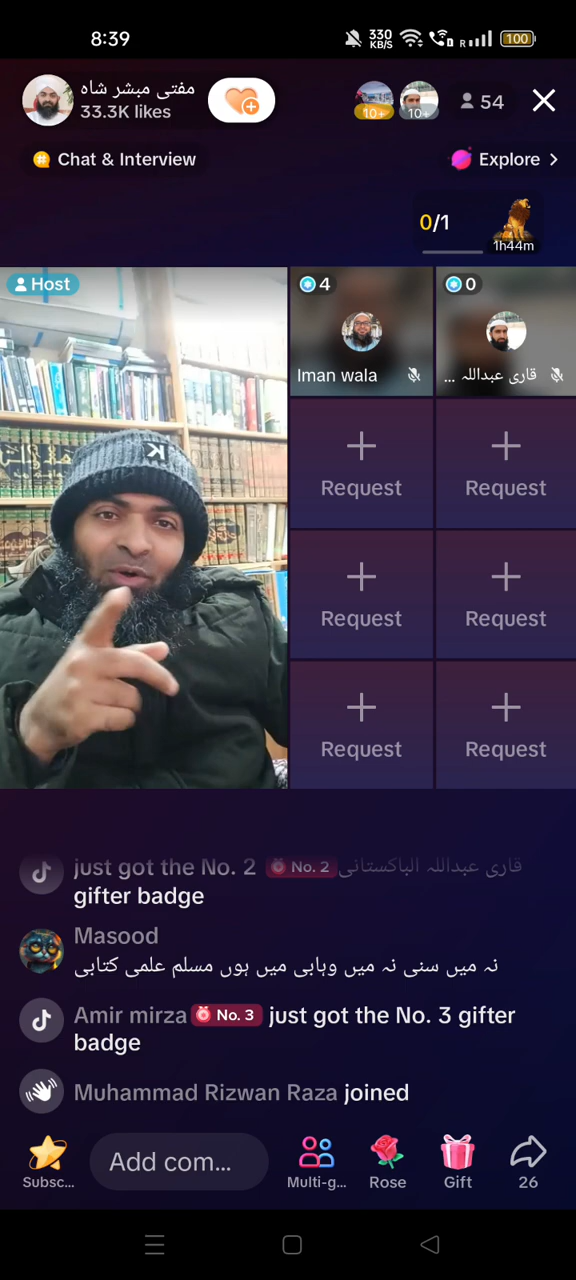 8:39
330
KB/S
R
100
مفتی مبشر شاہ
33.3K likes
10+
10+
54
Chat & Interview
Explore
0/1
1h44m
Host
4
0
Iman wala
قاری عبداللہ ...
K
Request
Request
Request
Request
Request
Request
just got the No. 2 No. 2 قاری عبداللہ الباکستانی
gifter badge
Masood
نہ میں سنی نہ میں وہابی میں ہوں مسلم علمی کتابی
Amir mirza No. 3 just got the No. 3 gifter
badge
Muhammad Rizwan Raza joined
Subsc...
Add com...
Multi-g...
Rose
Gift
26